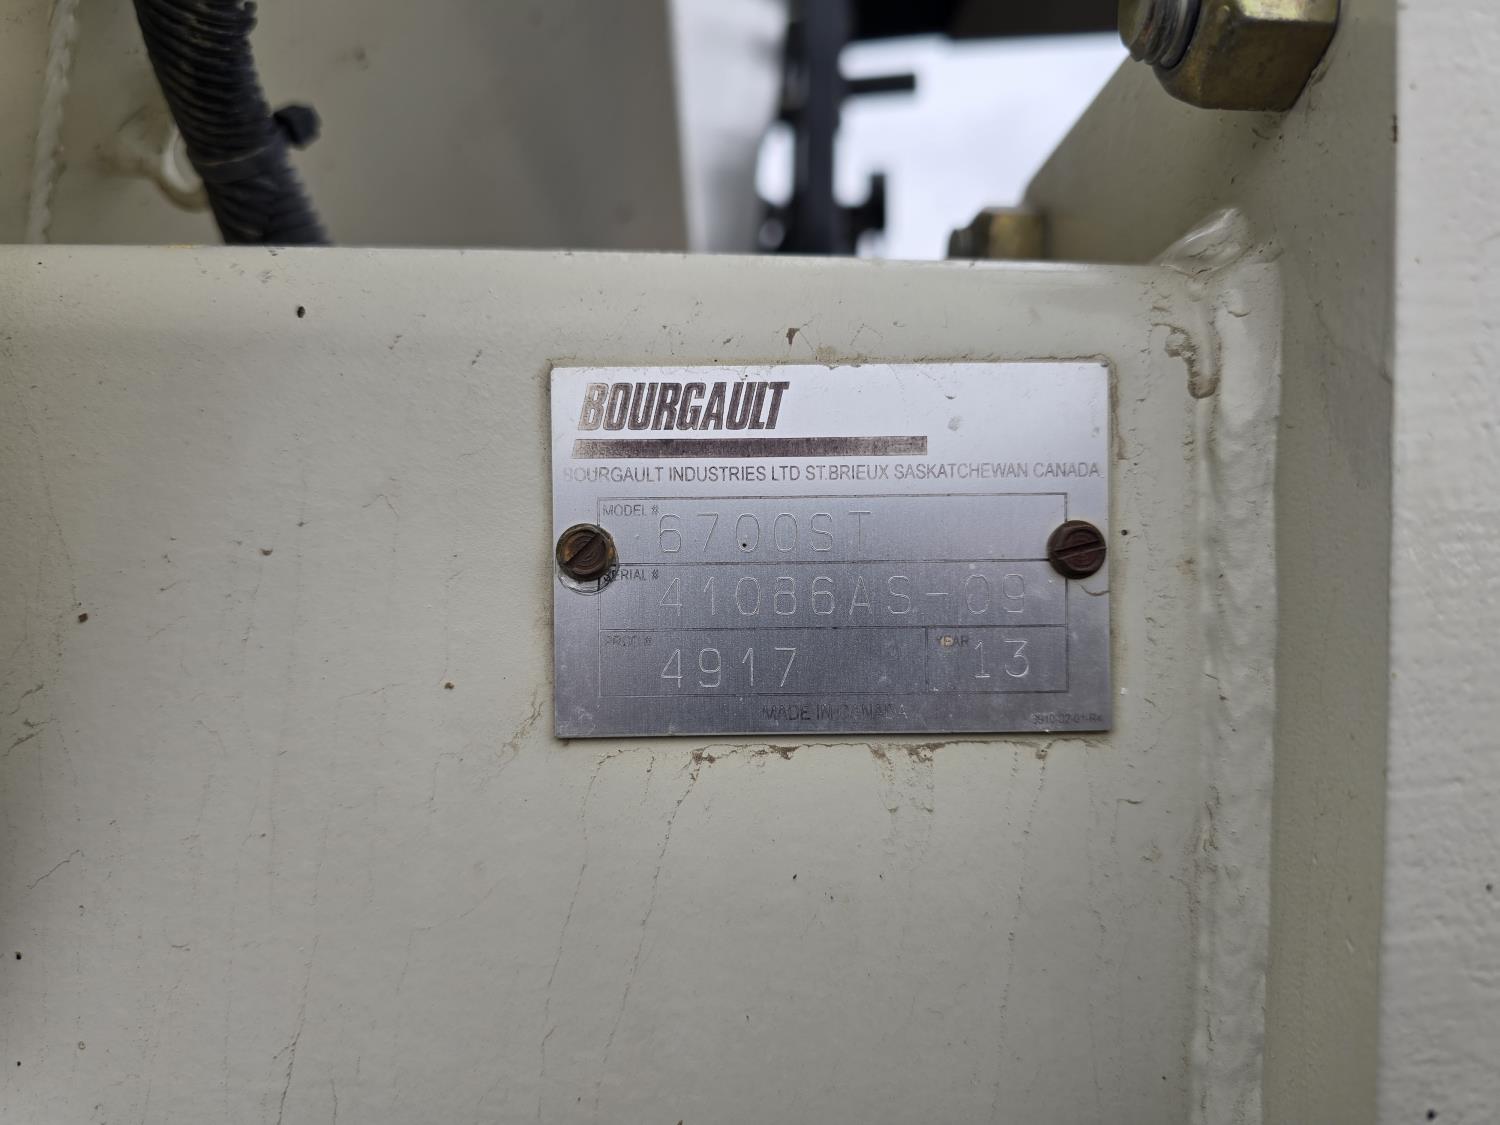 BOURGAULT
BOURGAULT INDUSTRIES LTD ST.BRIEUX SASKATCHEWAN CANADA
MODEL # 6700ST
SERIAL # 41086AS-09
PROD # 4917 YEAR 13
MADE IN CANADA